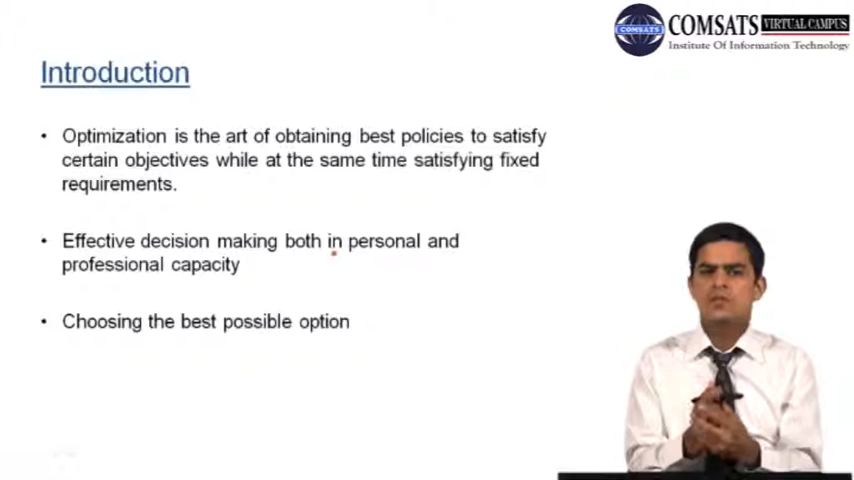 COMSATS VIRTUAL CAMPUS
COMSATS
Institute Of Information Technology
Introduction
• Optimization is the art of obtaining best policies to satisfy
certain objectives while at the same time satisfying fixed
requirements.
• Effective decision making both in personal and
professional capacity
• Choosing the best possible option